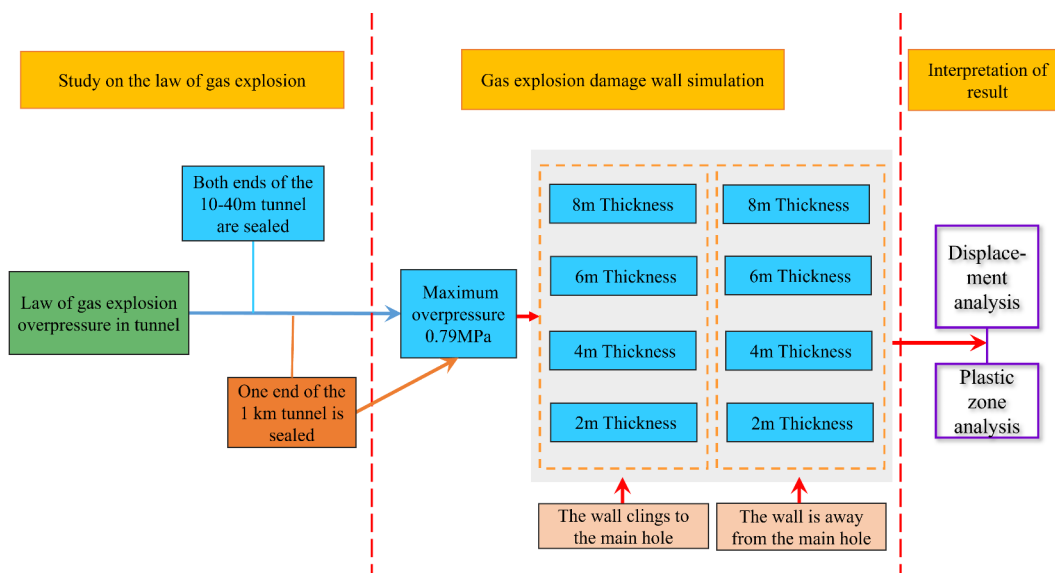 Study on the law of gas explosion
Gas explosion damage wall simulation
Interpretation of
result
Both ends of the
10-40m tunnel
are sealed
Law of gas explosion
overpressure in tunnel
One end of the
1 km tunnel is
sealed
Maximum
overpressure
0.79MPa
8m Thickness
6m Thickness
4m Thickness
2m Thickness
The wall clings to
the main hole
8m Thickness
6m Thickness
4m Thickness
2m Thickness
The wall is away
from the main hole
Displace-
ment
analysis
Plastic
zone
analysis